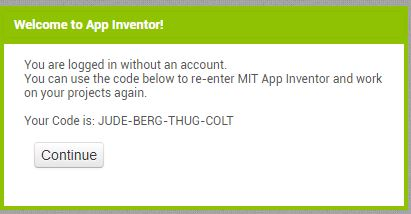 Welcome to App Inventor!
You are logged in without an account.
You can use the code below to re-enter MIT App Inventor and work
on your projects again.
Your Code is: JUDE-BERG-THUG-COLT
Continue